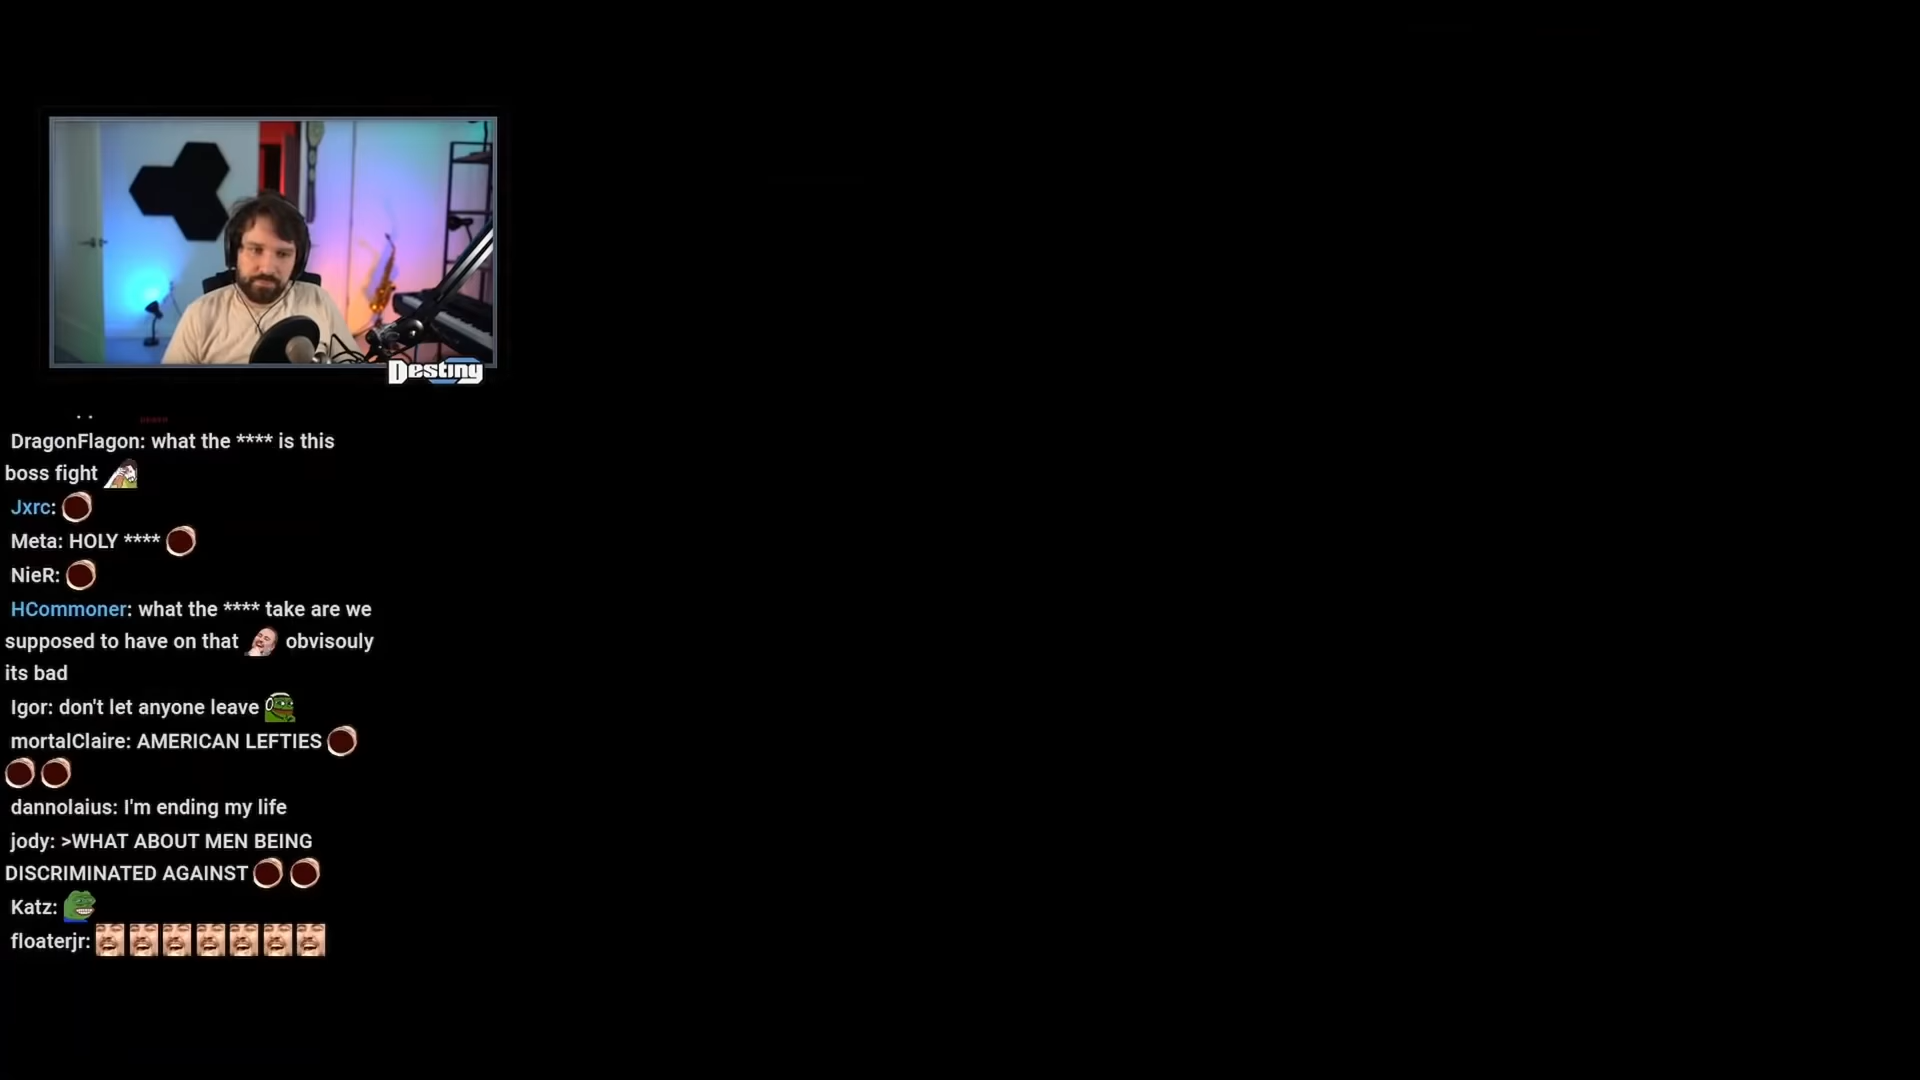 Destiny
DragonFlagon: what the **** is this
boss fight
Jxrc:
Meta: HOLY ****
NieR:
HCommoner: what the **** take are we
supposed to have on that obvisouly
its bad
Igor: don't let anyone leave
mortalClaire: AMERICAN LEFTIES
dannolaius: I'm ending my life
jody: >WHAT ABOUT MEN BEING
DISCRIMINATED AGAINST
Katz:
floaterjr: